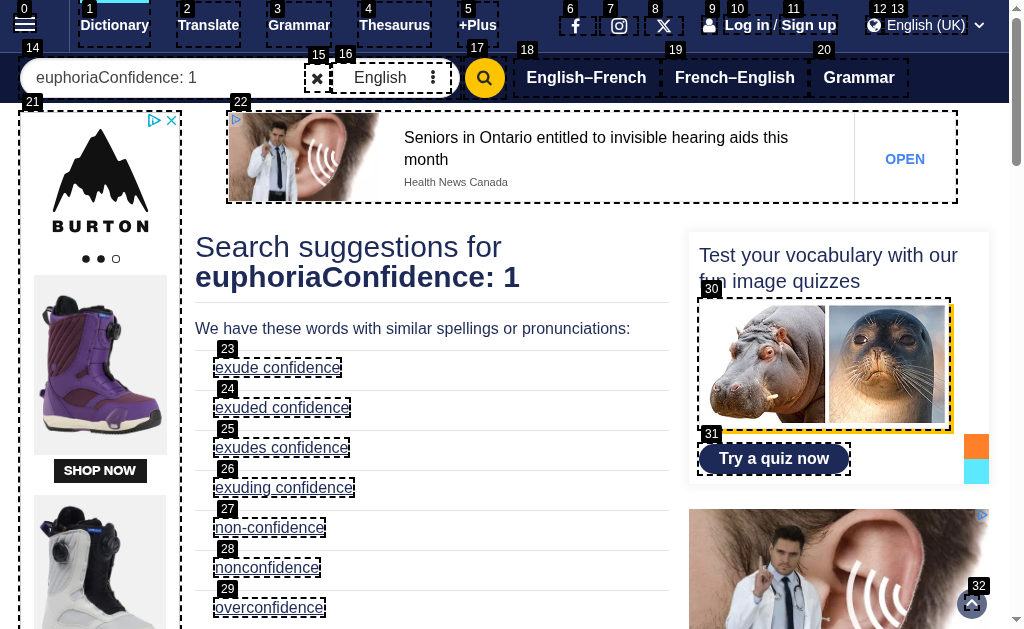 0 1 2 3 4 5 6 7 8 9 10 11 12 13
Dictionary Translate Grammar Thesaurus +Plus Log in / Sign up English (UK)
14 15 16 17 18 19 20
euphoriaConfidence: 1 English English–French French–English Grammar
21 22
BURTON
SHOP NOW
Seniors in Ontario entitled to invisible hearing aids this
month
Health News Canada
OPEN
Search suggestions for
euphoriaConfidence: 1
We have these words with similar spellings or pronunciations:
23
exude confidence
24
exuded confidence
25
exudes confidence
26
exuding confidence
27
non-confidence
28
nonconfidence
29
overconfidence
Test your vocabulary with our
fun image quizzes
30
31
Try a quiz now
32